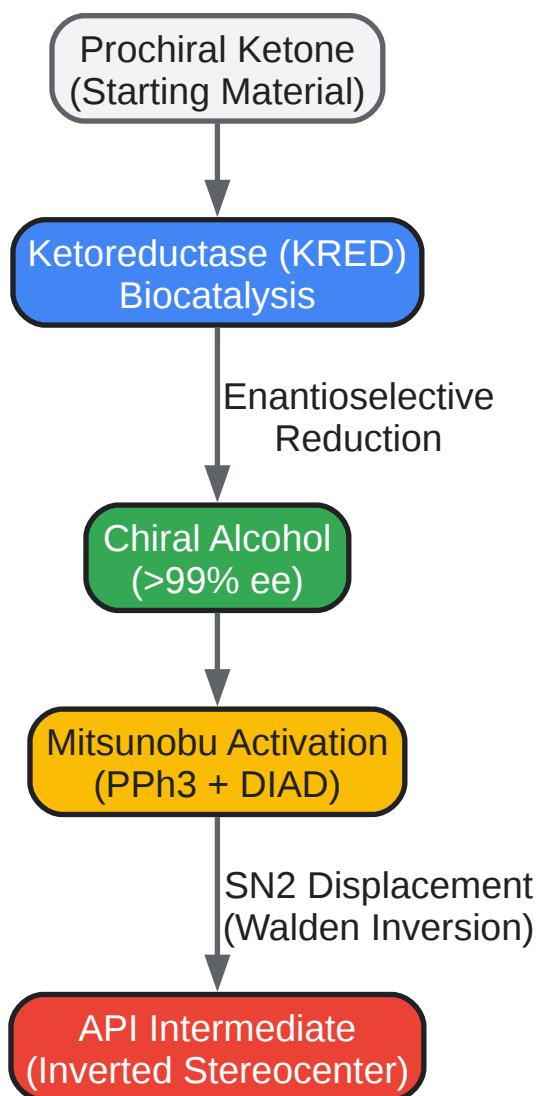 Prochiral Ketone
(Starting Material)
Ketoreductase (KRED)
Biocatalysis
Enantioselective
Reduction
Chiral Alcohol
(>99% ee)
Mitsunobu Activation
(PPh3 + DIAD)
SN2 Displacement
(Walden Inversion)
API Intermediate
(Inverted Stereocenter)